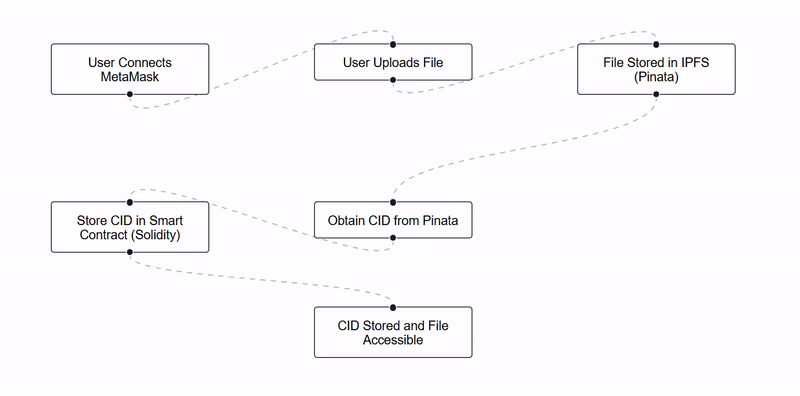 User Connects
MetaMask
User Uploads File
File Stored in IPFS
(Pinata)
Store CID in Smart
Contract (Solidity)
Obtain CID from Pinata
CID Stored and File
Accessible